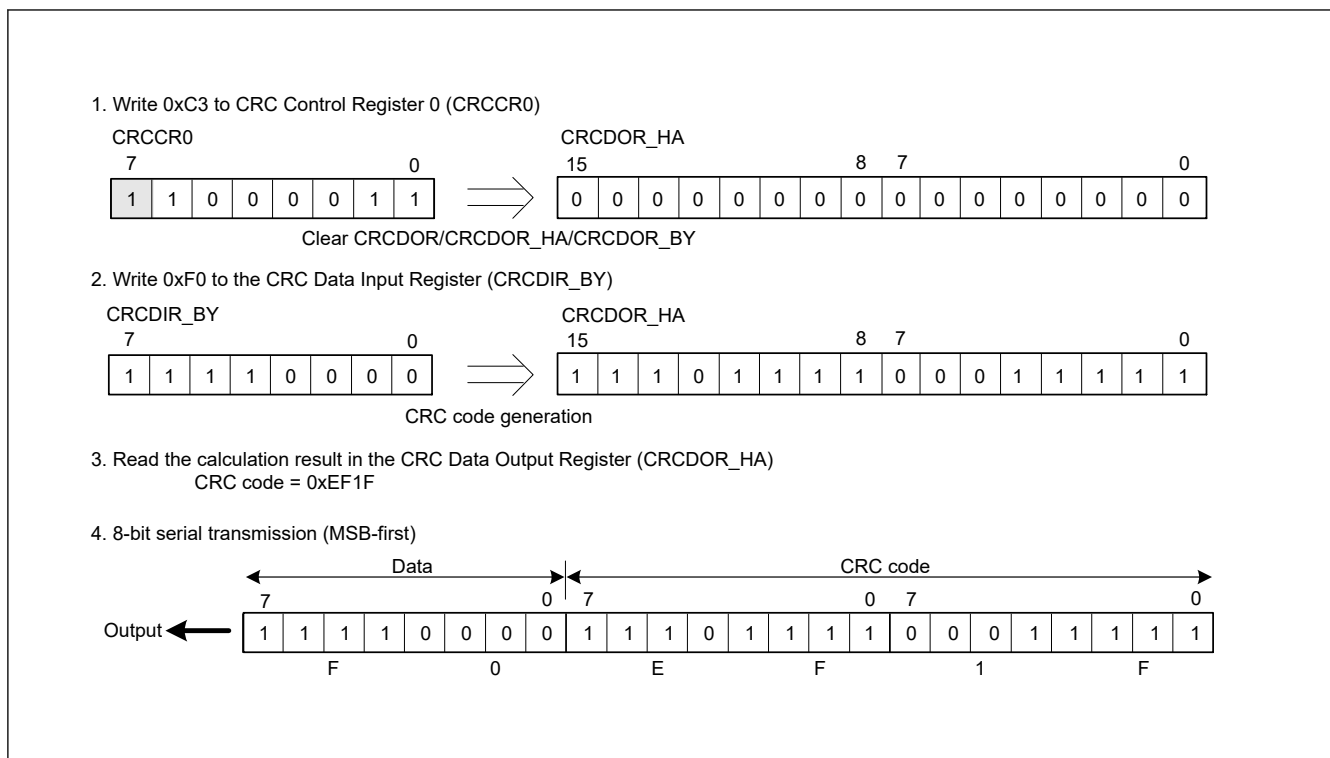 1. Write 0xC3 to CRC Control Register 0 (CRCCR0)
CRCCR0 CRCDOR_HA
7 0 15 8 7 0
1 1 0 0 0 0 1 1 0 0 0 0 0 0 0 0 0 0 0 0 0 0 0 0
Clear CRCDOR/CRCDOR_HA/CRCDOR_BY
2. Write 0xF0 to the CRC Data Input Register (CRCDIR_BY)
CRCDIR_BY CRCDOR_HA
7 0 15 8 7 0
1 1 1 1 0 0 0 0 1 1 1 0 1 1 1 1 0 0 0 1 1 1 1 1
CRC code generation
3. Read the calculation result in the CRC Data Output Register (CRCDOR_HA)
CRC code = 0xEF1F
4. 8-bit serial transmission (MSB-first)
Data CRC code
7 0 7 0 7 0
Output 1 1 1 1 0 0 0 0 1 1 1 0 1 1 1 1 0 0 0 1 1 1 1 1
F 0 E F 1 F